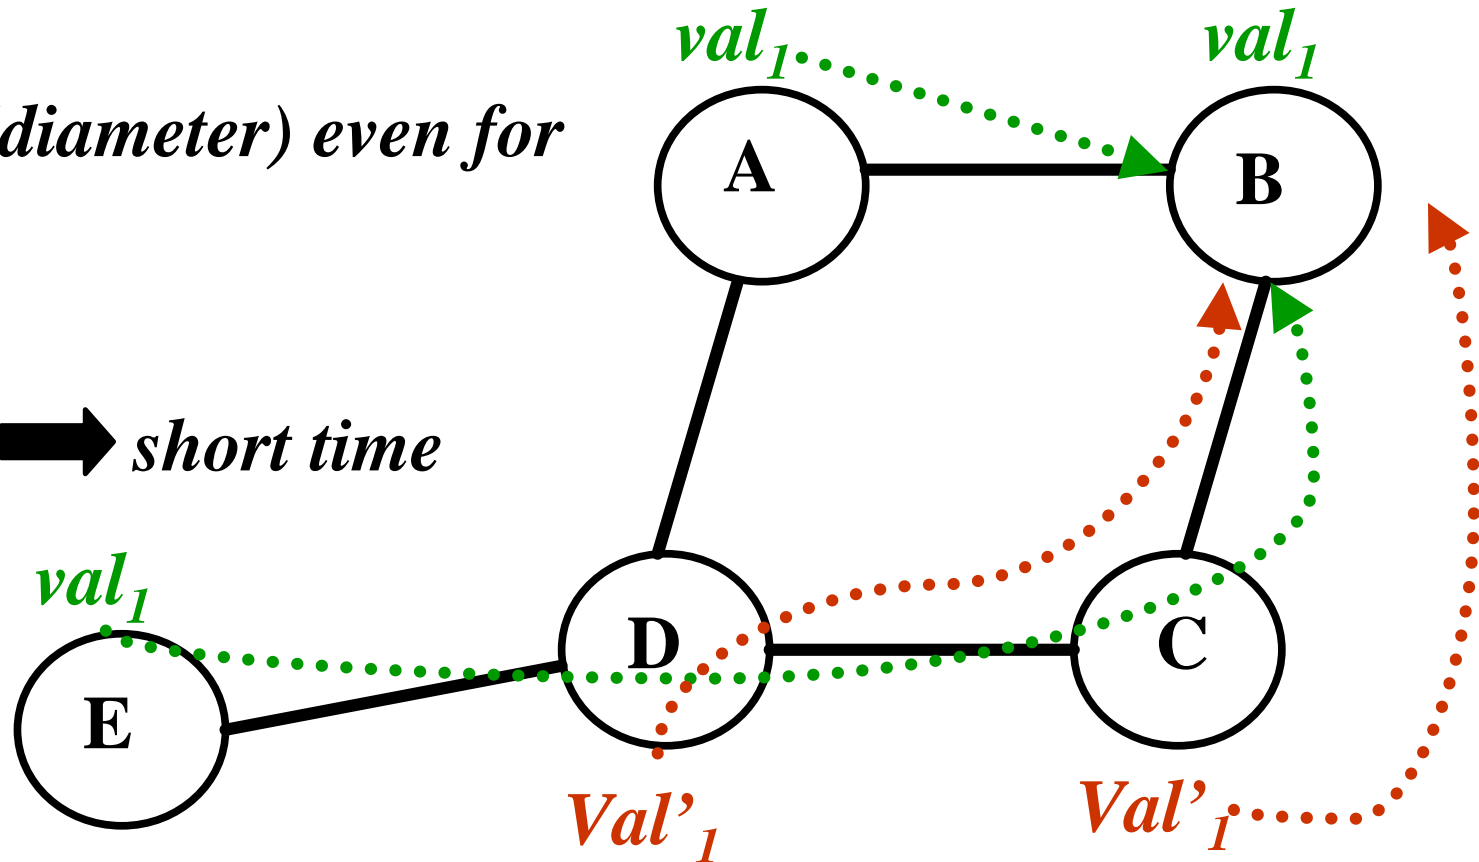 val1 val1
diameter) even for
A B
short time
val1
D C
E
Val’1 Val’1